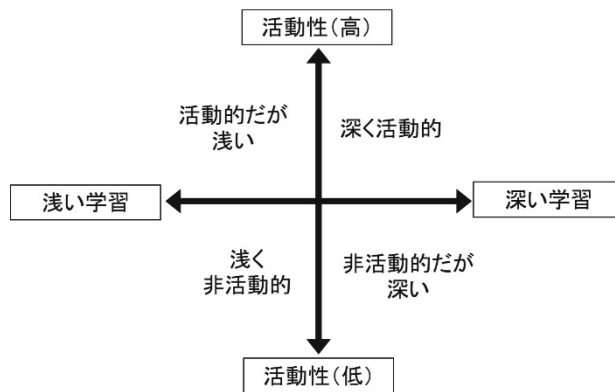 活動性(高)
活動的だが
浅い
深く活動的
浅い学習
深い学習
浅く
非活動的
非活動的だが
深い
活動性(低)